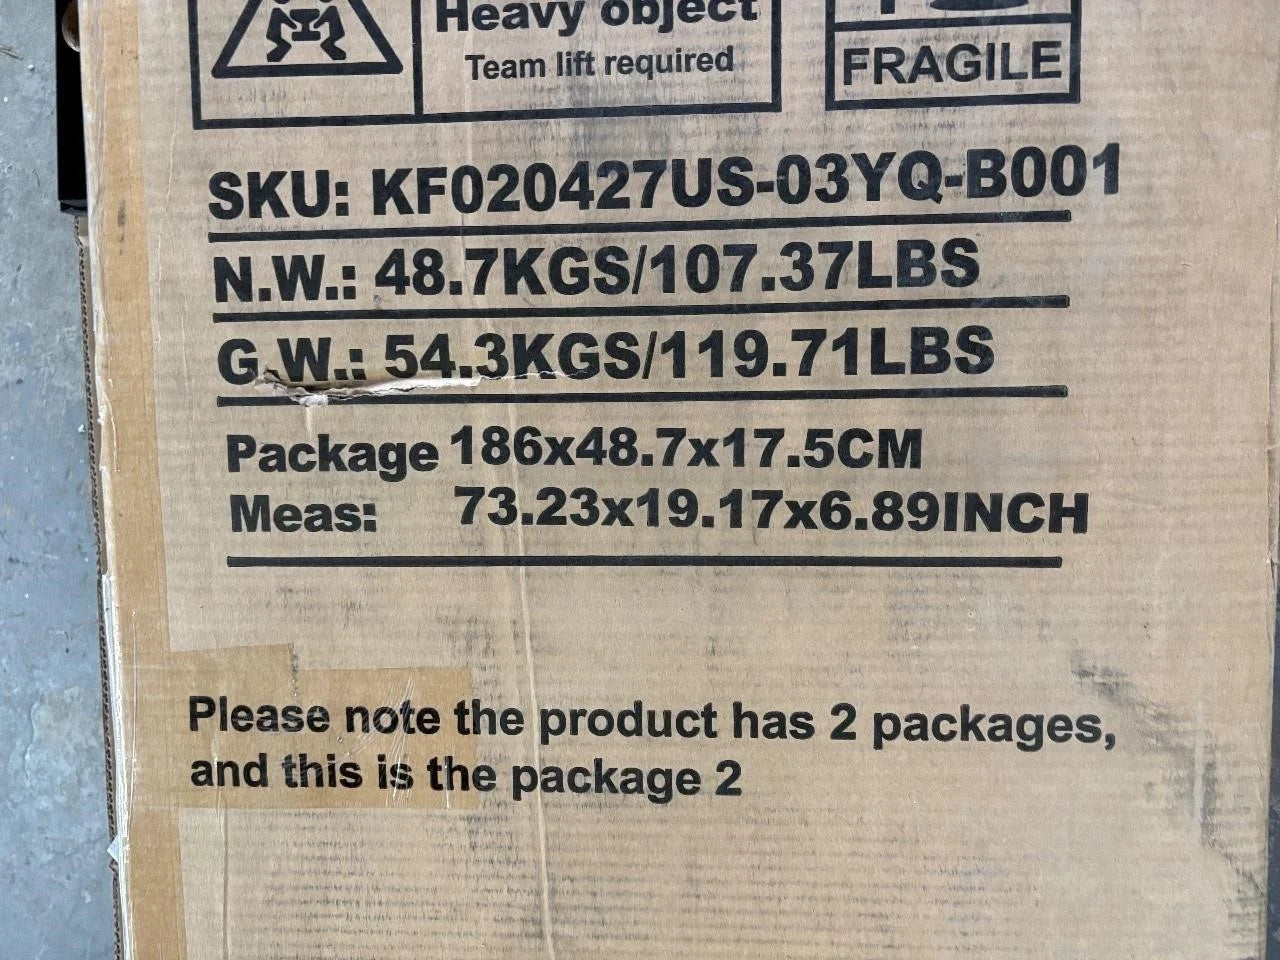 Heavy object
Team lift required
FRAGILE
SKU: KF020427US-03YQ-B001
N.W.: 48.7KGS/107.37LBS
G.W.: 54.3KGS/119.71LBS
Package 186x48.7x17.5CM
Meas: 73.23x19.17x6.89INCH
Please note the product has 2 packages,
and this is the package 2